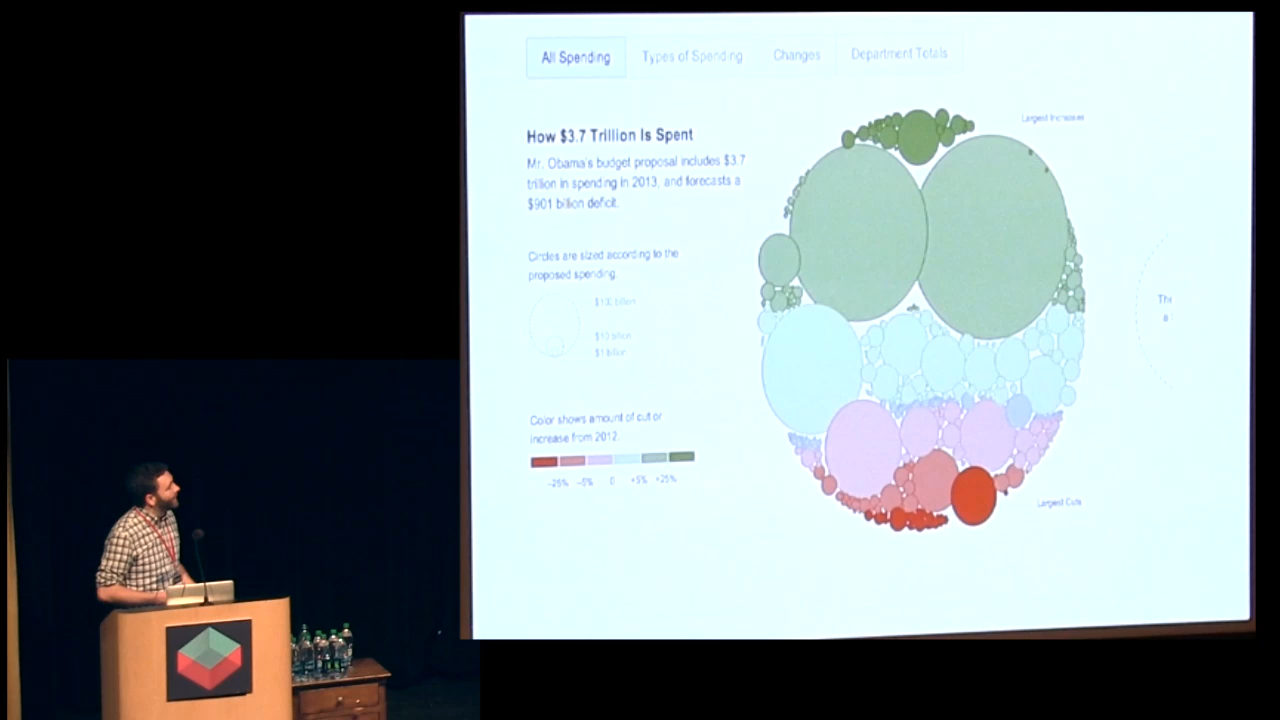 All Spending
Types of Spending
Changes
Department Totals
How $3.7 Trillion Is Spent
Mr. Obama's budget proposal includes $3.7
trillion in spending in 2013, and forecasts a
$901 billion deficit.
Largest Increases
Circles are sized according to the
proposed spending.
$100 billion
$10 billion
$1 billion
Color shows amount of cut or
increase from 2012.
-25% -5% 0 +5% +25%
Largest Cuts